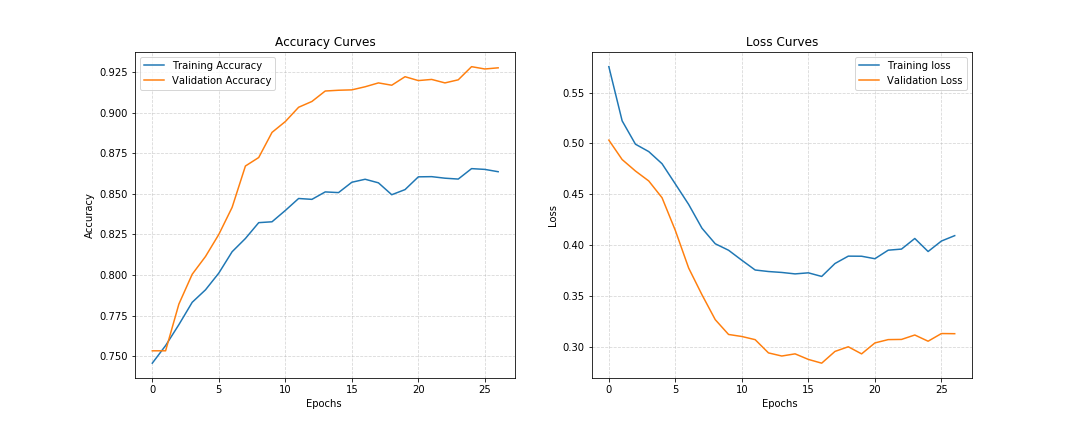 Accuracy Curves
Training Accuracy
Validation Accuracy
0.925
0.900
0.875
0.850
0.825
0.800
0.775
0.750
Accuracy
0 5 10 15 20 25
Epochs
Loss Curves
Training loss
Validation Loss
0.55
0.50
0.45
0.40
0.35
0.30
Loss
0 5 10 15 20 25
Epochs